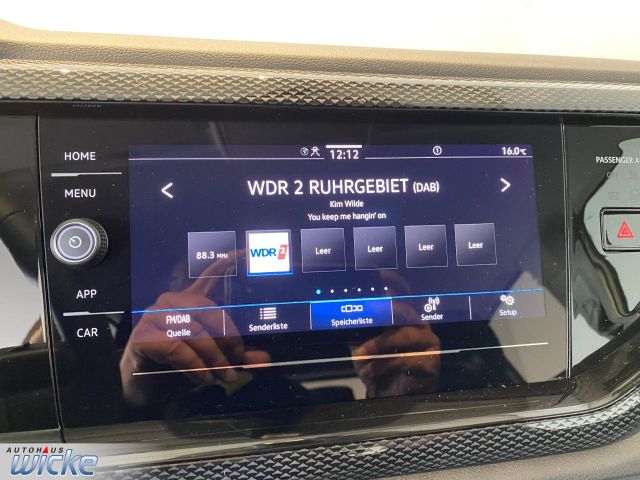 HOME
MENU
APP
CAR
12:12
16.0°C
WDR 2 RUHRGEBIET (DAB)
Kim Wilde
You keep me hangin' on
88.3 MHz
WDR 2
Leer
Leer
Leer
Leer
FM/DAB
Quelle
Senderliste
Speicherliste
Sender
Setup
PASSENGER A
AUTOHAUS
WICKE